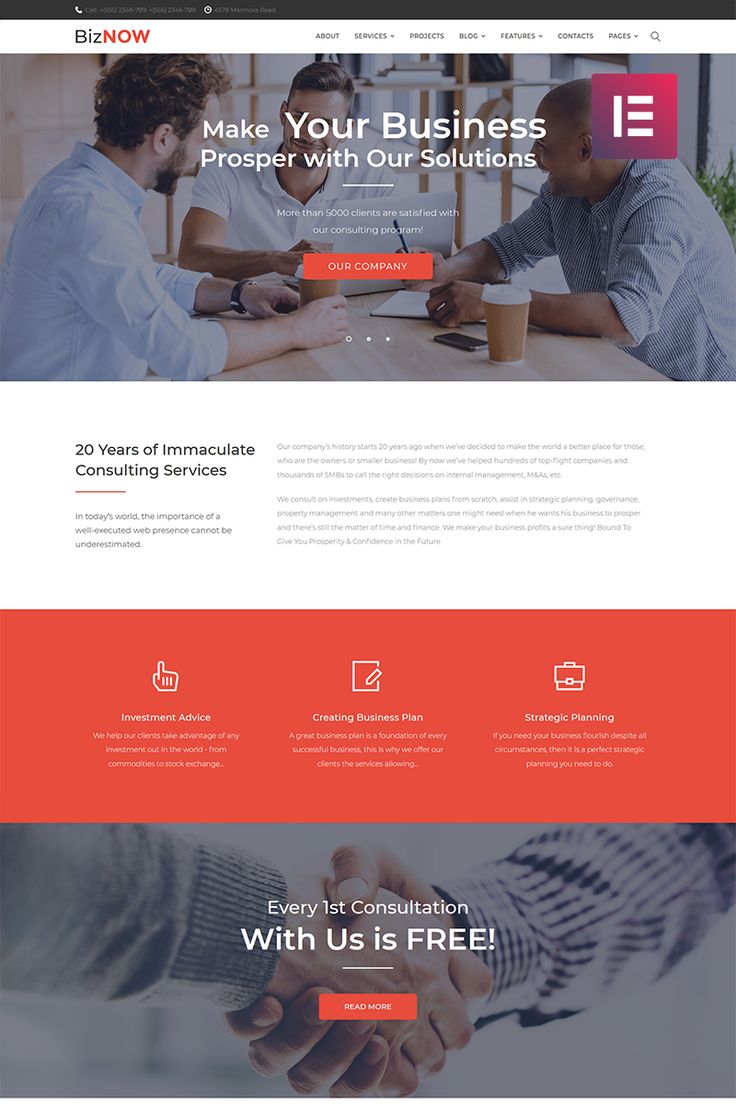 Call: +(555) 2346-789, +(555) 2346-789 4578 Marmora Road
BizNOW
ABOUT SERVICES PROJECTS BLOG FEATURES CONTACTS PAGES
Make Your Business
Prosper with Our Solutions
More than 5000 clients are satisfied with
our consulting program!
OUR COMPANY
20 Years of Immaculate
Consulting Services
In today's world, the importance of a
well-executed web presence cannot be
underestimated.
Our company's history starts 20 years ago when we've decided to make the world a better place for those,
who are the owners or smaller business! By now we've helped hundreds of top-flight companies and
thousands of SMBs to call the right decisions on internal management, M&As, etc.
We consult on investments, create business plans from scratch, assist in strategic planning, governance,
property management and many other matters one might need when he wants his business to prosper
and there's still the matter of time and finance. We make your business profits a sure thing! Bound To
Give You Prosperity & Confidence in the Future
Investment Advice
We help our clients take advantage of any
investment out in the world - from
commodities to stock exchange...
Creating Business Plan
A great business plan is a foundation of every
successful business, this is why we offer our
clients the services allowing...
Strategic Planning
If you need your business flourish despite all
circumstances, then it is a perfect strategic
planning you need to do.
Every 1st Consultation
With Us is FREE!
READ MORE